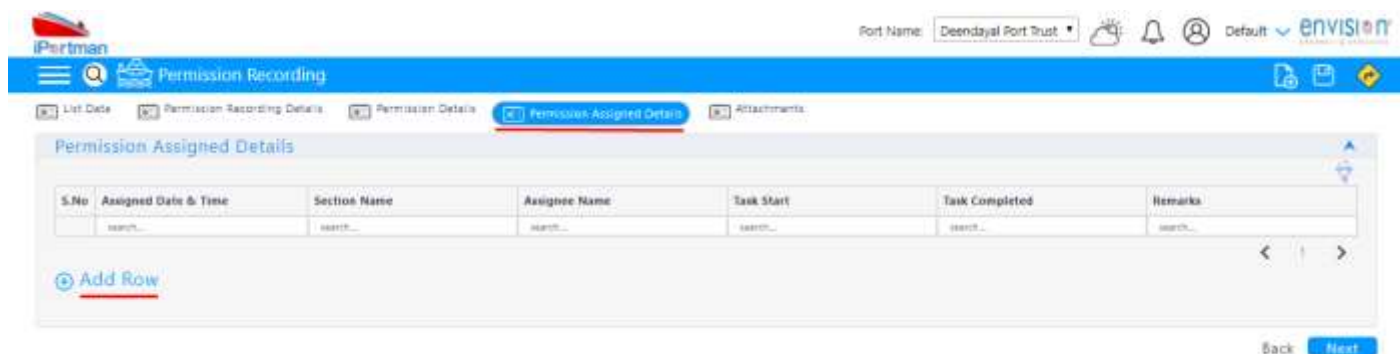 Port Name: Deendayal Port Trust Default envision
iPortman
Permission Recording
List Data Permission Recording Details Permission Details Permission Assigned Details Attachments
Permission Assigned Details
S.No Assigned Date & Time Section Name Assignee Name Task Start Task Completed Remarks
search... search... search... search... search... search...
1
Add Row
Back Next